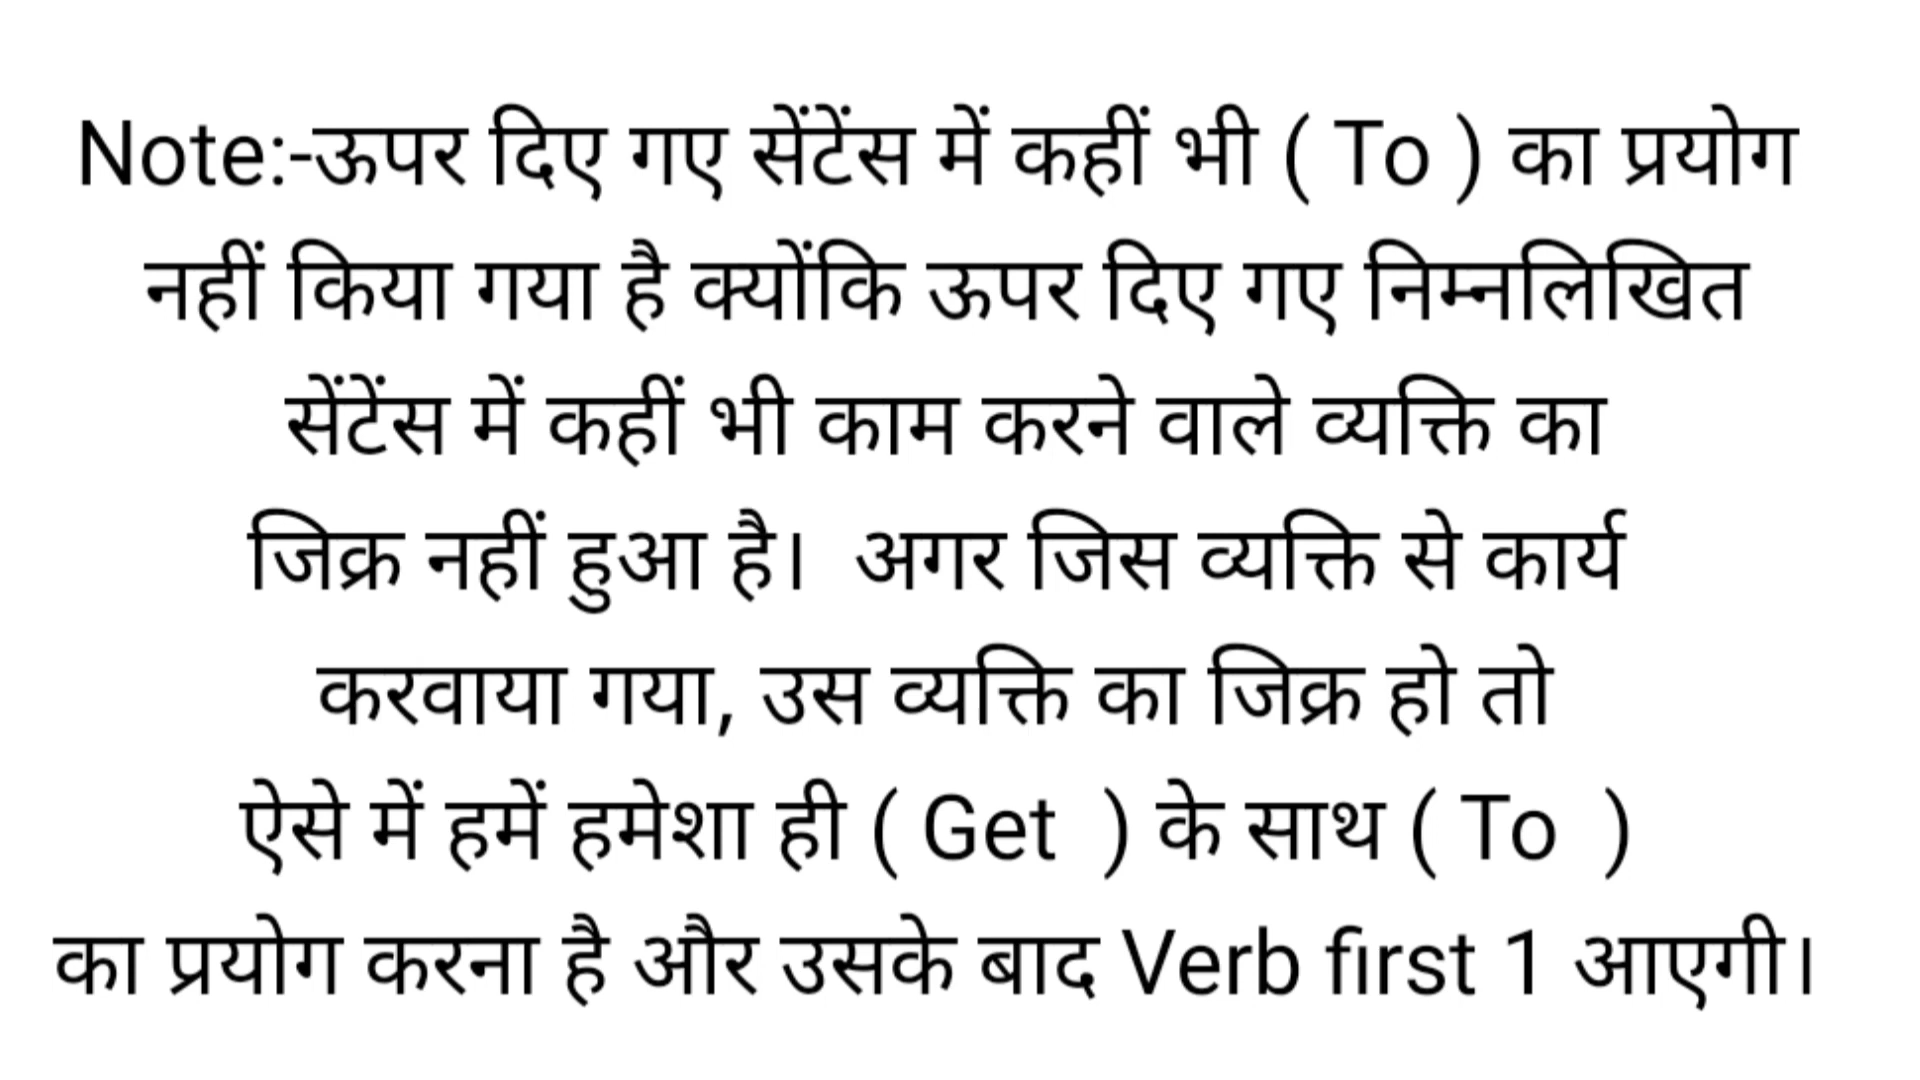 Note:-ऊपर दिए गए सेंटेंस में कहीं भी ( To ) का प्रयोग
नहीं किया गया है क्योंकि ऊपर दिए गए निम्नलिखित
सेंटेंस में कहीं भी काम करने वाले व्यक्ति का
जिक्र नहीं हुआ है।  अगर जिस व्यक्ति से कार्य
करवाया गया, उस व्यक्ति का जिक्र हो तो
ऐसे में हमें हमेशा ही ( Get  ) के साथ ( To  )
का प्रयोग करना है और उसके बाद Verb first 1 आएगी।